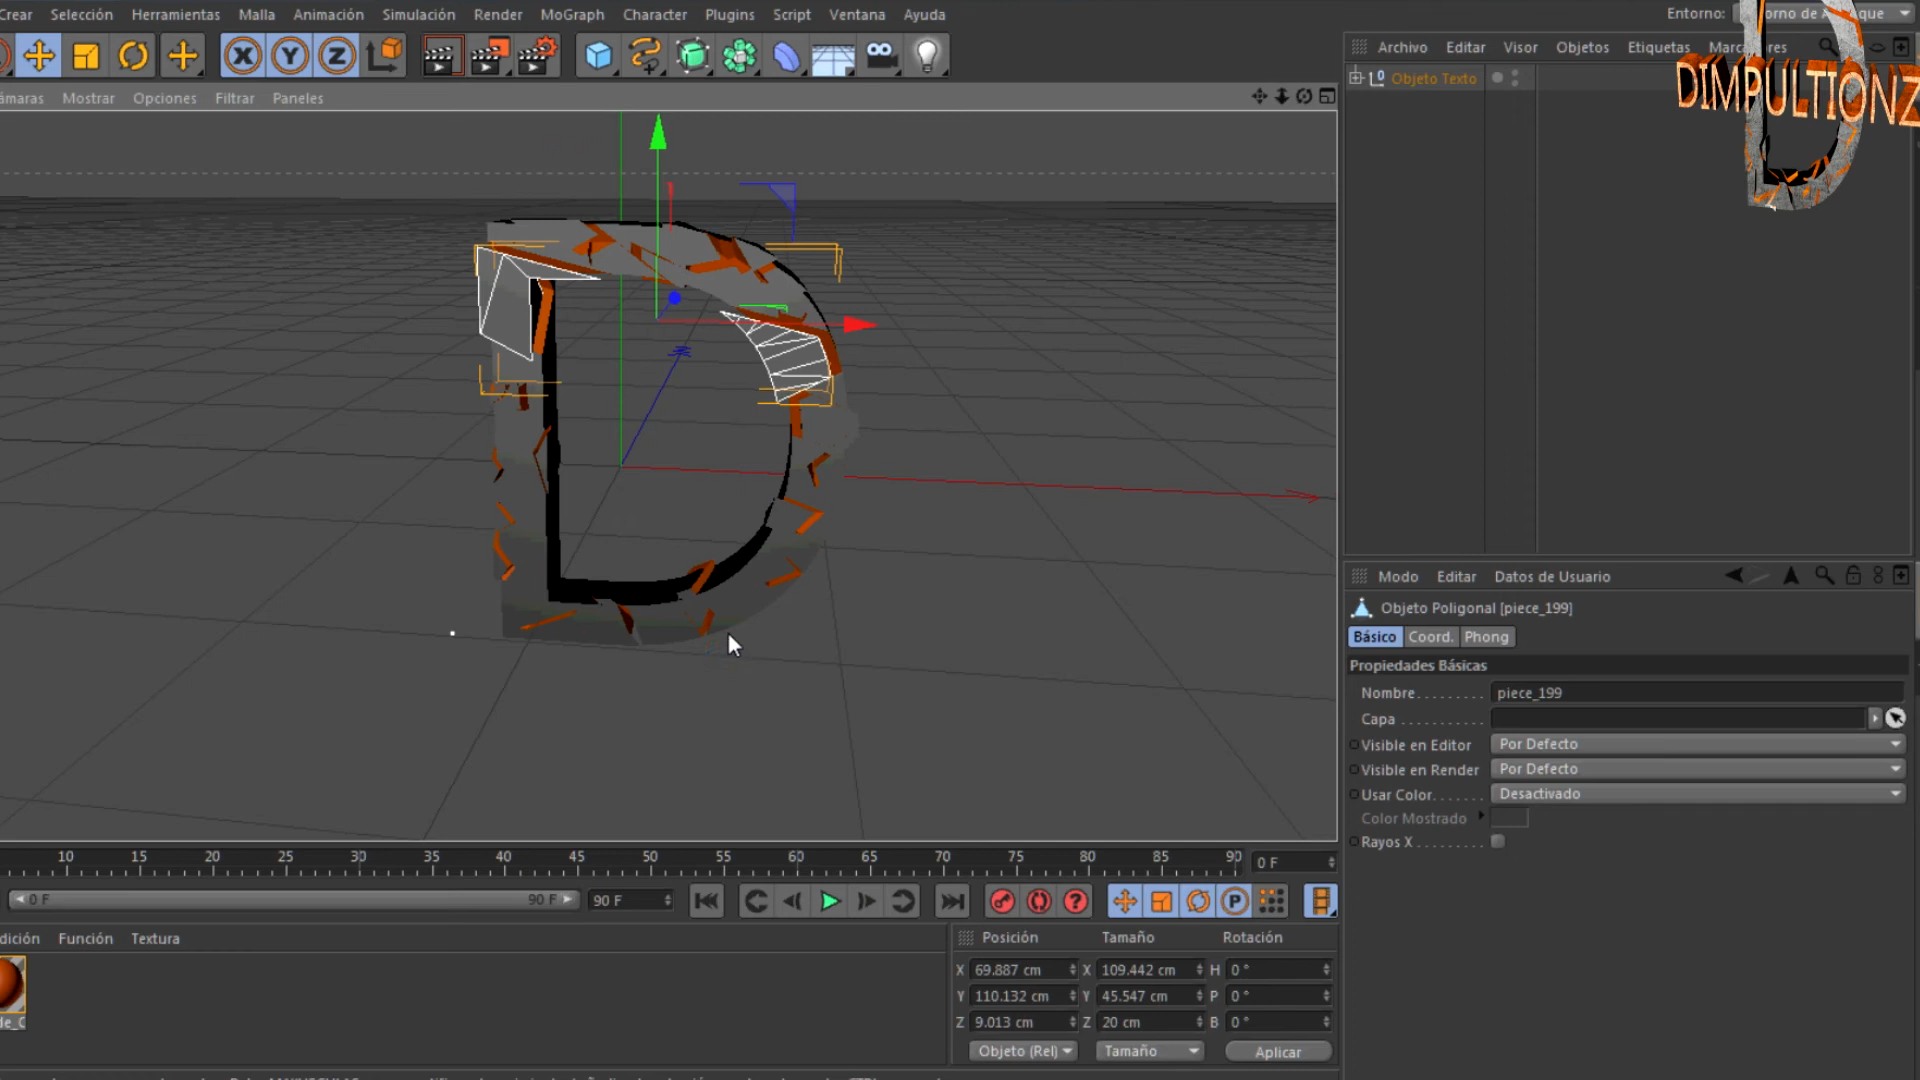 Crear Selección Herramientas Malla Animación Simulación Render MoGraph Character Plugins Script Ventana Ayuda
Entorno:
Archivo Editar Visor Objetos Etiquetas
DIMPULTIONZ
Objeto Texto
X Y Z
Mostrar Opciones Filtrar Paneles
Modo Editar Datos de Usuario
Objeto Poligonal [piece_199]
Básico Coord. Phong
Propiedades Básicas
Nombre piece_199
Capa
Visible en Editor Por Defecto
Visible en Render Por Defecto
Usar Color Desactivado
Color Mostrado
Rayos X
10 15 20 25 30 35 40 45 50 55 60 65 70 75 80 85 90 0 F
0 F 90 F 90 F
P
Función Textura
Posición Tamaño Rotación
X 69.887 cm X 109.442 cm H 0 °
Y 110.132 cm Y 45.547 cm P 0 °
Z 9.013 cm Z 20 cm B 0 °
Objeto (Rel) Tamaño Aplicar